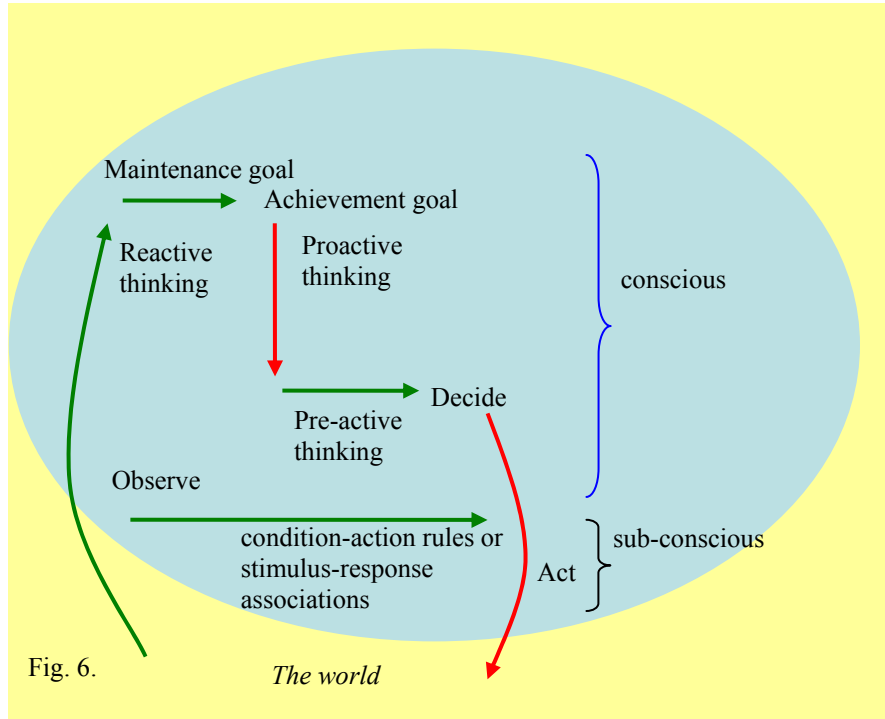 Maintenance goal
Achievement goal
Reactive
thinking
Proactive
thinking
conscious
Decide
Pre-active
thinking
Observe
condition-action rules or
stimulus-response
associations
sub-conscious
Act
Fig. 6.
The world